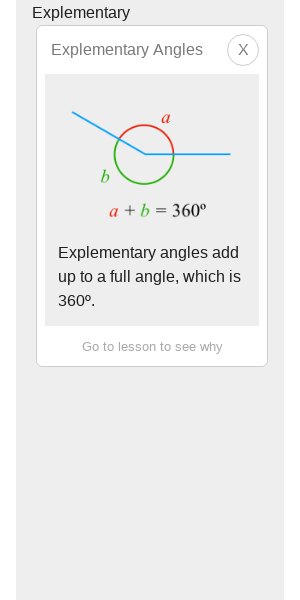 Explementary
Explementary Angles X
a
b
a + b = 360º
Explementary angles add
up to a full angle, which is
360º.
Go to lesson to see why